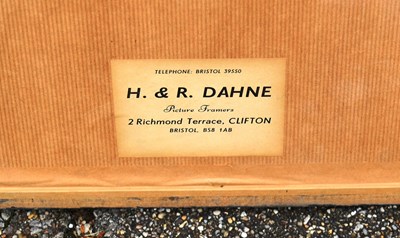 TELEPHONE: BRISTOL 39550
H. & R. DAHNE
Picture Framers
2 Richmond Terrace, CLIFTON
BRISTOL, BS8 1AB